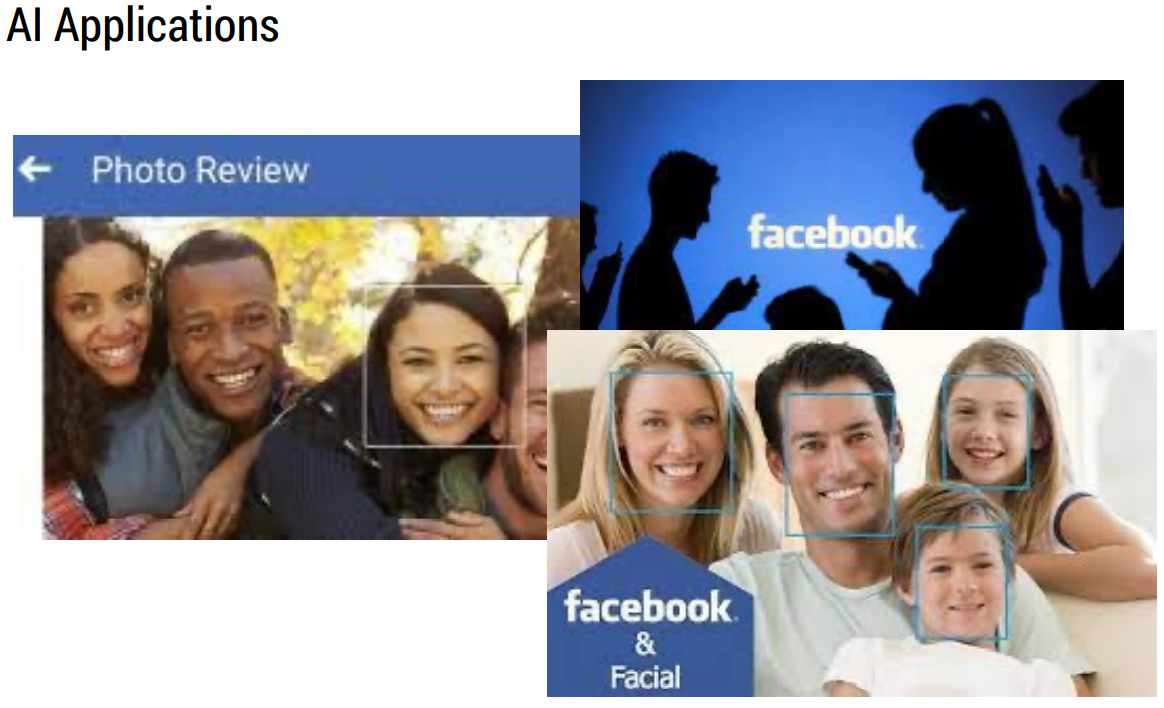 AI Applications
Photo Review
facebook
facebook
&
Facial